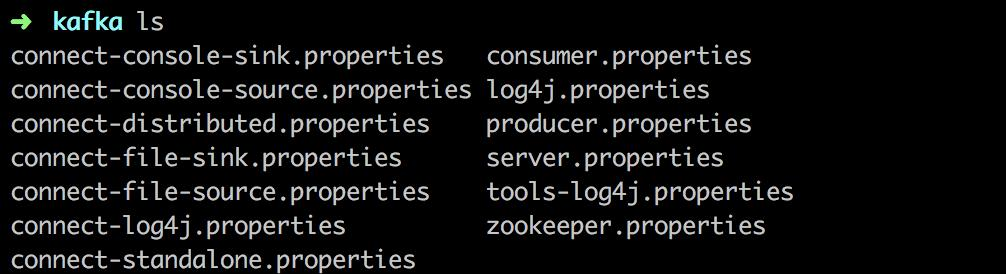 ➜ kafka ls
connect-console-sink.properties consumer.properties
connect-console-source.properties log4j.properties
connect-distributed.properties producer.properties
connect-file-sink.properties server.properties
connect-file-source.properties tools-log4j.properties
connect-log4j.properties zookeeper.properties
connect-standalone.properties